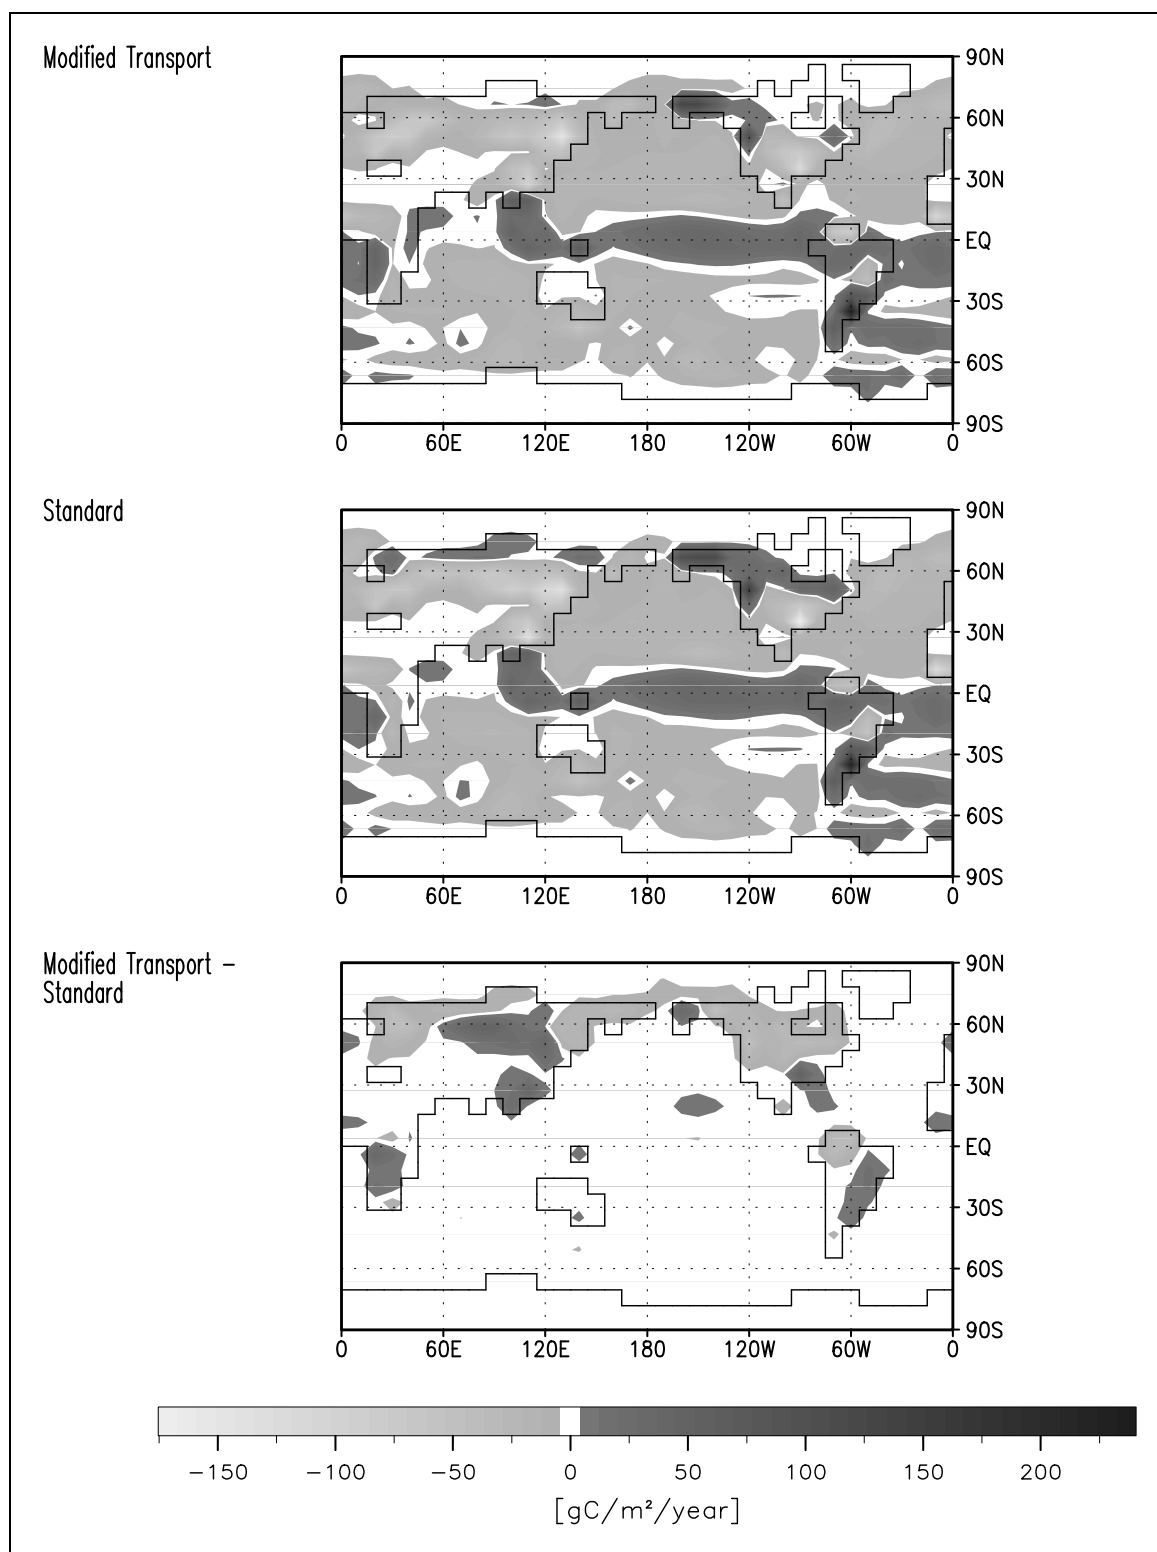 Modified Transport
90N
60N
30N
EQ
30S
60S
90S
0 60E 120E 180 120W 60W 0
Standard
90N
60N
30N
EQ
30S
60S
90S
0 60E 120E 180 120W 60W 0
Modified Transport –
Standard
90N
60N
30N
EQ
30S
60S
90S
0 60E 120E 180 120W 60W 0
−150 −100 −50 0 50 100 150 200
[gC/m²/year]